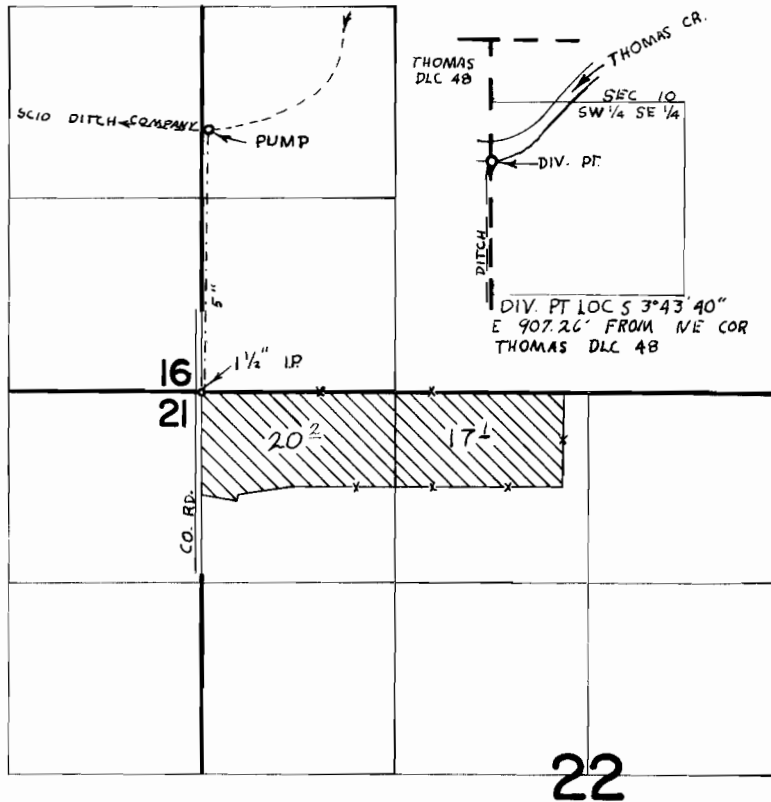 THOMAS CR.
THOMAS
DLC 48
SEC 10
SW ¼ SE ¼
SCIO DITCH COMPANY
PUMP
DIV. PT.
DITCH
5"
DIV. PT LOC S 3°43'40"
E 907.26' FROM NE COR
THOMAS DLC 48
1½" I.P.
16
21
20 2
17 1
CO. RD.
22